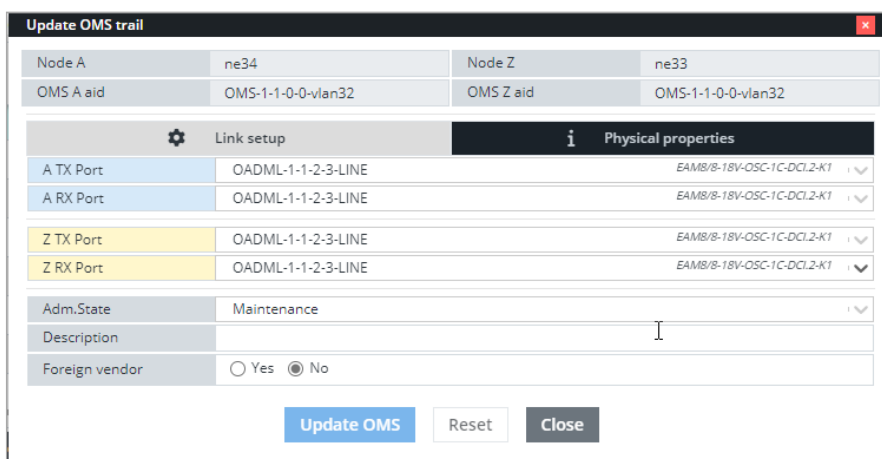 Update OMS trail
Node A ne34 Node Z ne33
OMS A aid OMS-1-1-0-0-vlan32 OMS Z aid OMS-1-1-0-0-vlan32
Link setup Physical properties
A TX Port OADML-1-1-2-3-LINE EAM8/8-18V-OSC-1C-DCI.2-K1
A RX Port OADML-1-1-2-3-LINE EAM8/8-18V-OSC-1C-DCI.2-K1
Z TX Port OADML-1-1-2-3-LINE EAM8/8-18V-OSC-1C-DCI.2-K1
Z RX Port OADML-1-1-2-3-LINE EAM8/8-18V-OSC-1C-DCI.2-K1
Adm.State Maintenance
Description
Foreign vendor Yes No
Update OMS Reset Close